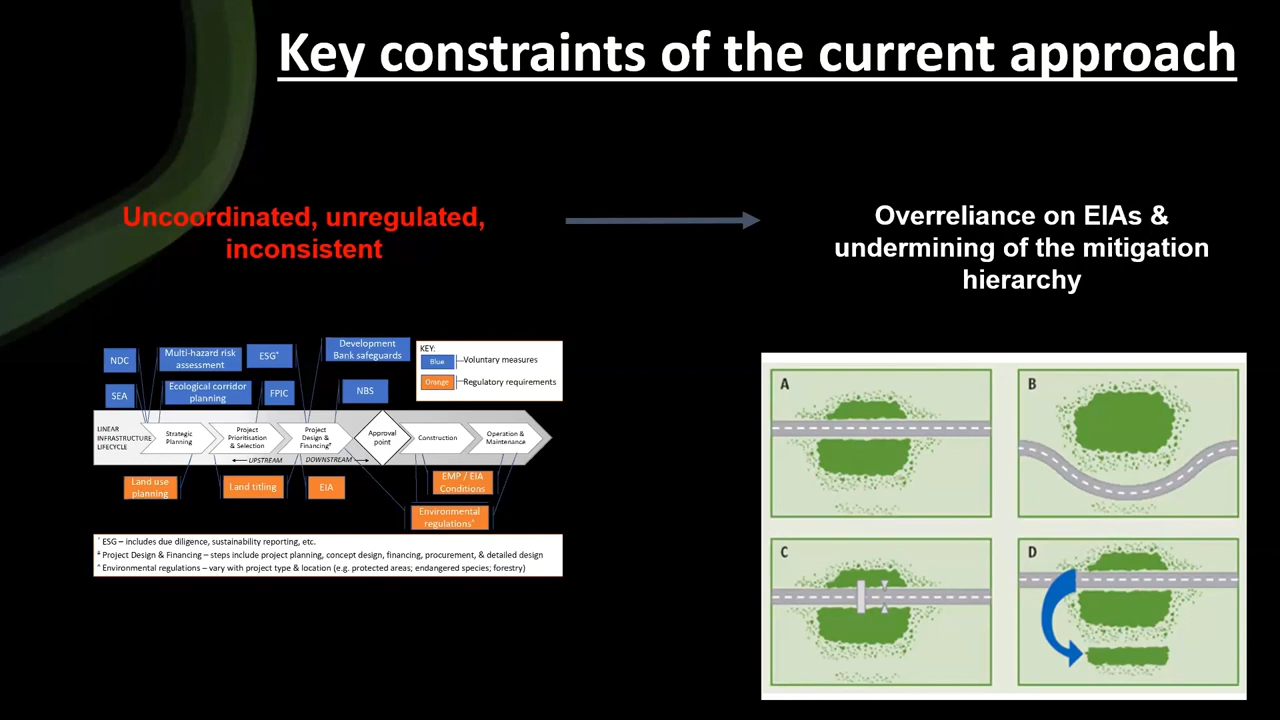 Key constraints of the current approach
Uncoordinated, unregulated,
inconsistent
Overreliance on EIAs &
undermining of the mitigation
hierarchy
NDC
Multi-hazard risk
assessment
ESG⁺
Development
Bank safeguards
SEA
Ecological corridor
planning
FPIC
NBS
KEY:
Blue
Voluntary measures
Orange
Regulatory requirements
LINEAR
INFRASTRUCTURE
LIFECYCLE
Strategic
Planning
Project
Prioritisation
& Selection
Project
Design &
Financing#
Approval
point
Construction
Operation &
Maintenance
UPSTREAM
DOWNSTREAM
Land use
planning
Land titling
EIA
EMP / EIA
Conditions
Environmental
regulations^
⁺ ESG – includes due diligence, sustainability reporting, etc.
# Project Design & Financing – steps include project planning, concept design, financing, procurement, & detailed design
^ Environmental regulations – vary with project type & location (e.g. protected areas; endangered species; forestry)
A
B
C
D